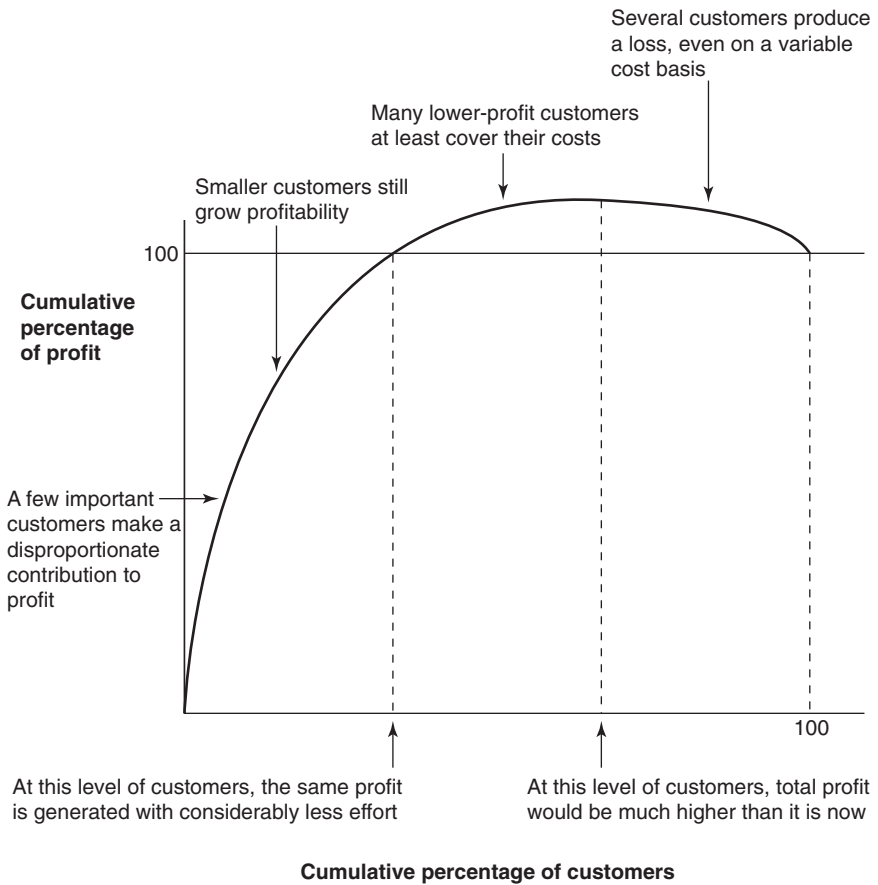 Several customers produce
a loss, even on a variable
cost basis
Many lower-profit customers
at least cover their costs
Smaller customers still
grow profitability
100
Cumulative
percentage
of profit
A few important
customers make a
disproportionate
contribution to
profit
100
At this level of customers, the same profit
is generated with considerably less effort
At this level of customers, total profit
would be much higher than it is now
Cumulative percentage of customers